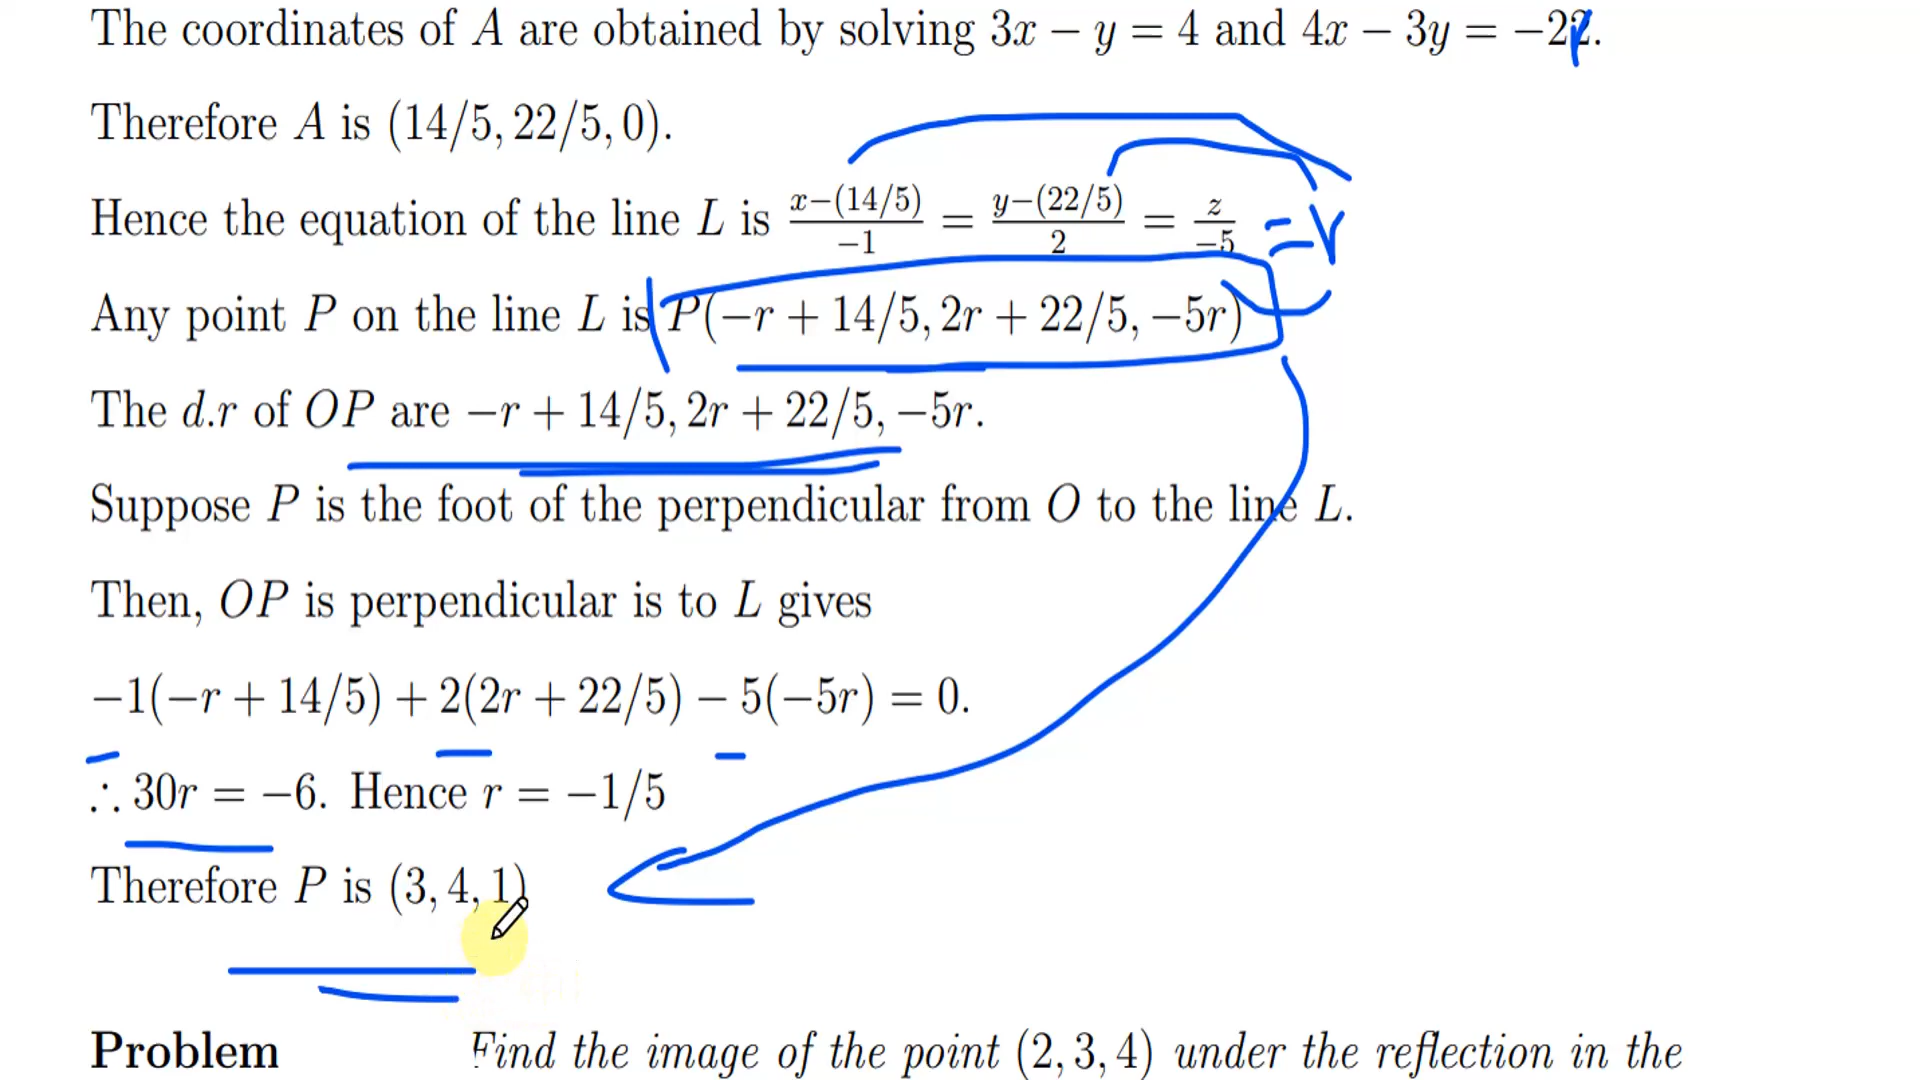 The coordinates of A are obtained by solving 3x − y = 4 and 4x − 3y = −2
Therefore A is (14/5, 22/5, 0).
Hence the equation of the line L is x−(14/5)/−1 = y−(22/5)/2 = z/−5 = r
Any point P on the line L is P(−r + 14/5, 2r + 22/5, −5r)
The d.r of OP are −r + 14/5, 2r + 22/5, −5r.
Suppose P is the foot of the perpendicular from O to the line L.
Then, OP is perpendicular is to L gives
−1(−r + 14/5) + 2(2r + 22/5) − 5(−5r) = 0.
∴ 30r = −6. Hence r = −1/5
Therefore P is (3, 4, 1)
Problem Find the image of the point (2, 3, 4) under the reflection in the